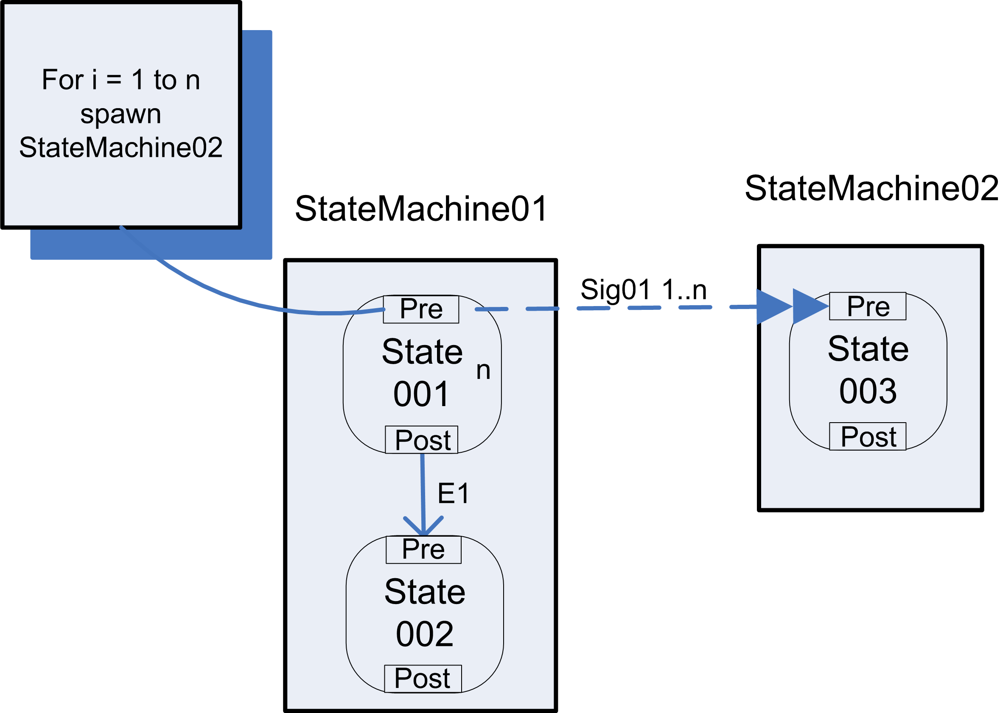 For i = 1 to n
spawn
StateMachine02
StateMachine01
StateMachine02
Sig01 1..n
Pre
State
n
001
Post
E1
Pre
State
002
Post
Pre
State
003
Post